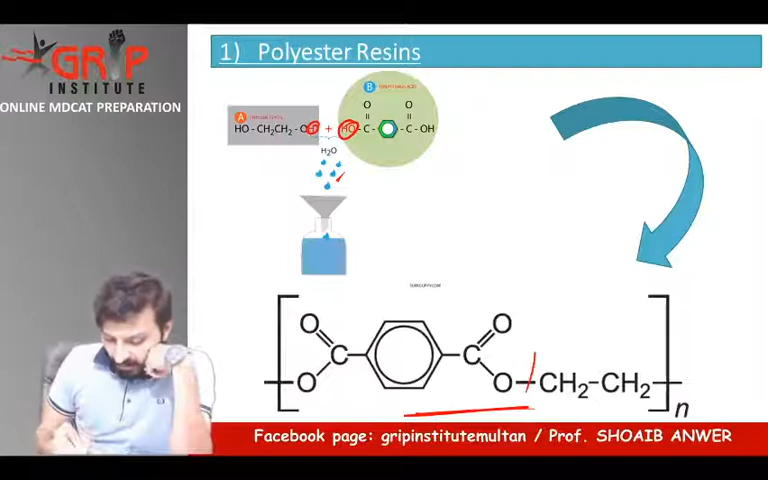 GRIP
INSTITUTE
ONLINE MDCAT PREPARATION
1) Polyester Resins
A
HO-CH2CH2-OH + HO-C-C-OH
O O
B
H2O
O O
C C
O O-CH2-CH2
n
Facebook page: gripinstitutemultan / Prof. SHOAIB ANWER